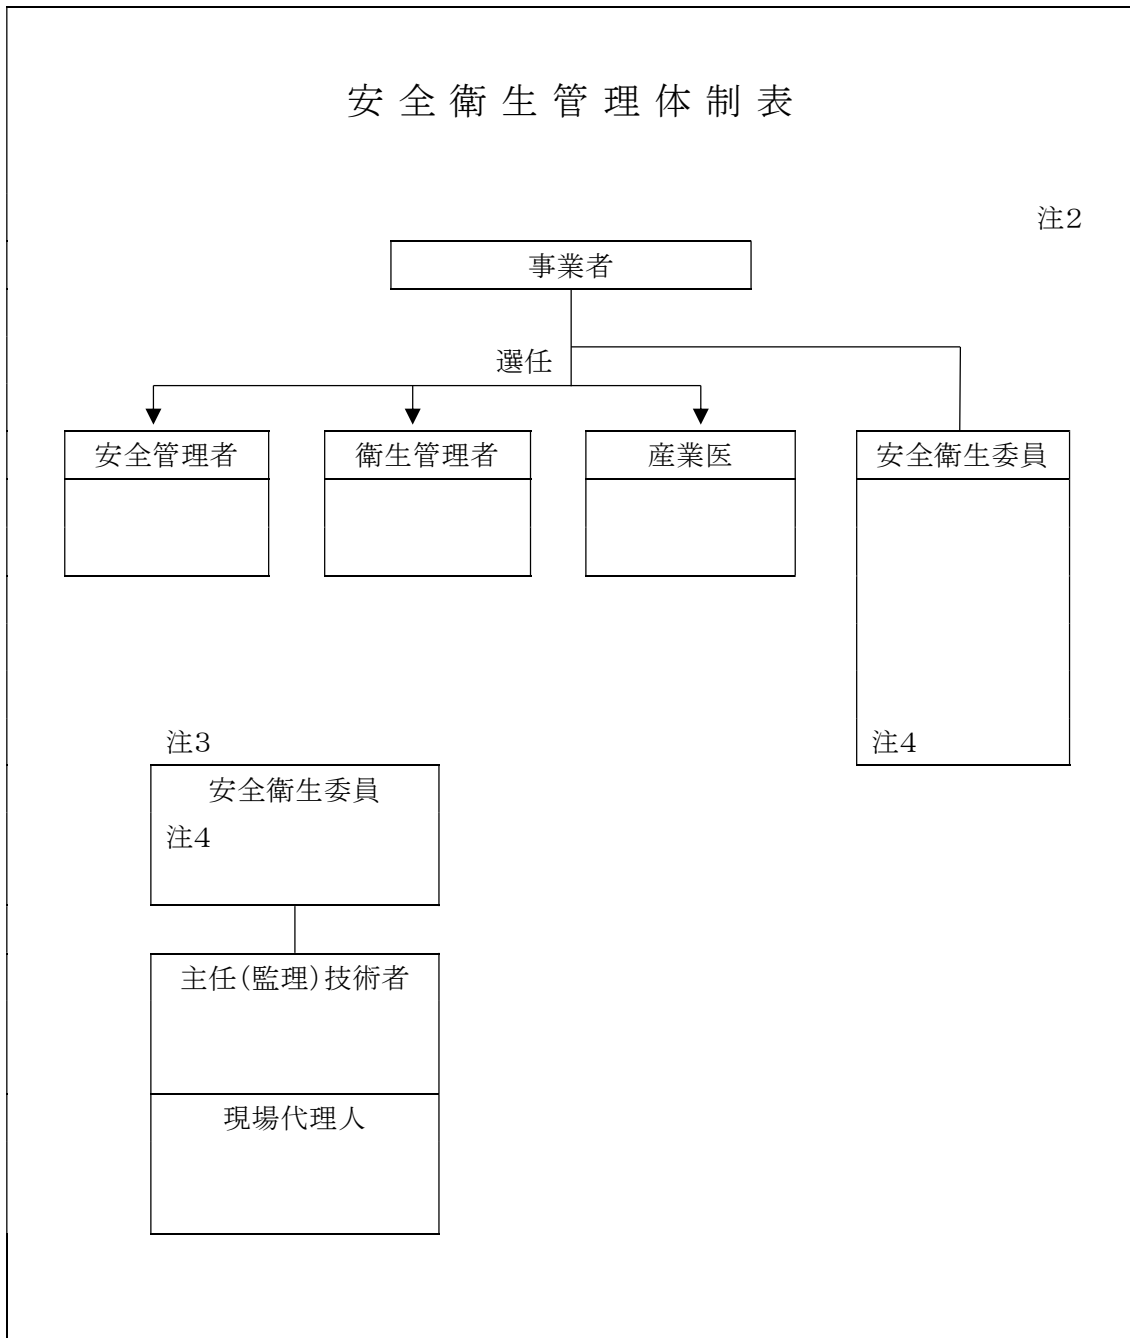 安全衛生管理体制表
注2
事業者
選任
安全管理者
衛生管理者
産業医
安全衛生委員
注4
注3
安全衛生委員
注4
主任(監理)技術者
現場代理人